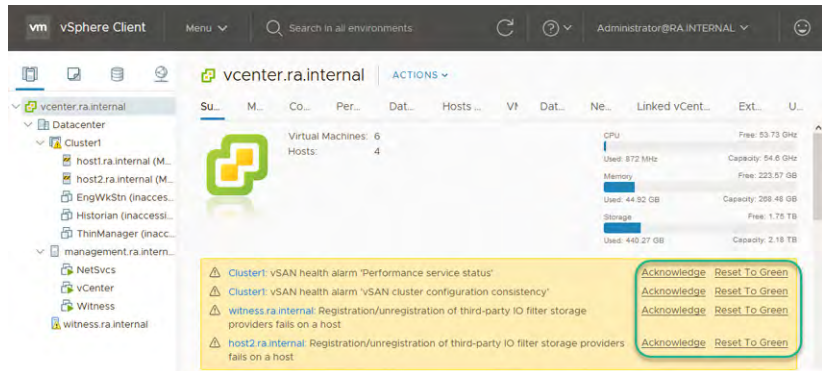 vm vSphere Client Menu Search in all environments Administrator@RA.INTERNAL
vcenter.ra.internal ACTIONS
Su... M... Co... Per... Dat... Hosts ... VM Dat... Ne... Linked vCent... Ext... U...
vcenter.ra.internal
Datacenter
Cluster1
host1.ra.internal (M...
host2.ra.internal (M...
EngWkStn (inacces...
Historian (inaccessi...
ThinManager (inacc...
management.ra.intern...
NetSvcs
vCenter
Witness
witness.ra.internal
Virtual Machines: 6
Hosts: 4
CPU Free: 53.73 GHz
Used: 872 MHz Capacity: 54.6 GHz
Memory Free: 223.57 GB
Used: 44.92 GB Capacity: 268.48 GB
Storage Free: 1.75 TB
Used: 440.27 GB Capacity: 2.18 TB
Cluster1: vSAN health alarm 'Performance service status' Acknowledge Reset To Green
Cluster1: vSAN health alarm 'vSAN cluster configuration consistency' Acknowledge Reset To Green
witness.ra.internal: Registration/unregistration of third-party IO filter storage Acknowledge Reset To Green
providers fails on a host
host2.ra.internal: Registration/unregistration of third-party IO filter storage providers Acknowledge Reset To Green
fails on a host